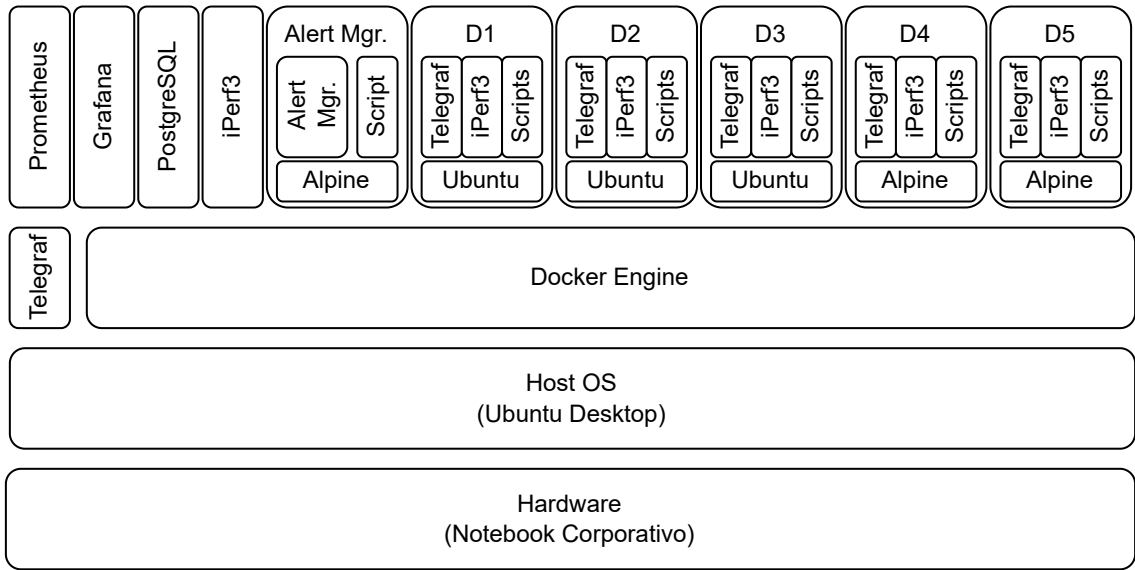 Prometheus
Grafana
PostgreSQL
iPerf3
Alert Mgr.
Alert
Mgr.
Script
Alpine
D1
Telegraf
iPerf3
Scripts
Ubuntu
D2
Telegraf
iPerf3
Scripts
Ubuntu
D3
Telegraf
iPerf3
Scripts
Ubuntu
D4
Telegraf
iPerf3
Scripts
Alpine
D5
Telegraf
iPerf3
Scripts
Alpine
Telegraf
Docker Engine
Host OS
(Ubuntu Desktop)
Hardware
(Notebook Corporativo)